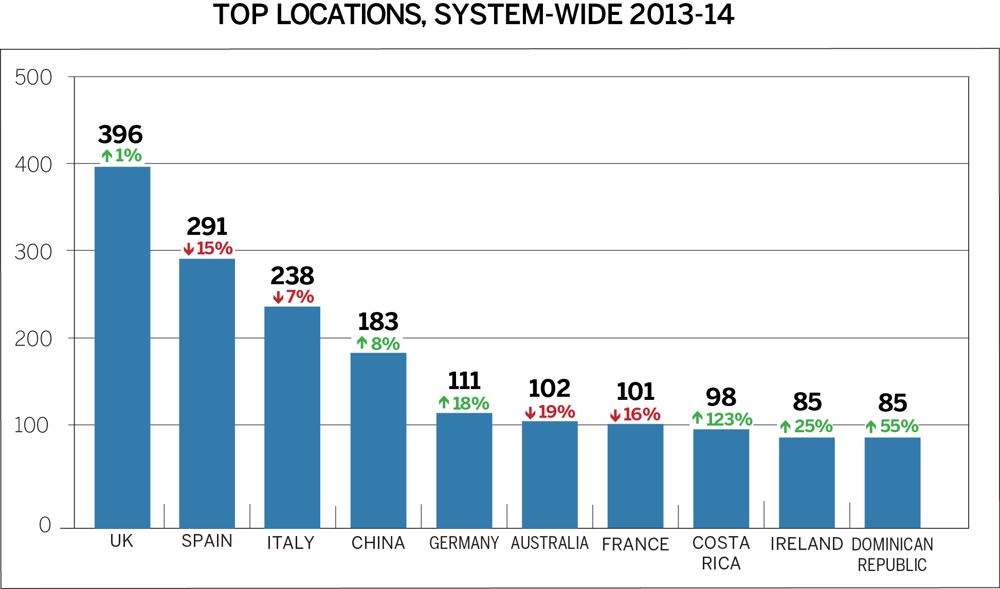 TOP LOCATIONS, SYSTEM-WIDE 2013-14
500
400
300
200
100
0
396
↑ 1%
291
↓ 15%
238
↓ 7%
183
↑ 8%
111
↑ 18%
102
↓ 19%
101
↓ 16%
98
↑ 123%
85
↑ 25%
85
↑ 55%
UK
SPAIN
ITALY
CHINA
GERMANY
AUSTRALIA
FRANCE
COSTA
RICA
IRELAND
DOMINICAN
REPUBLIC